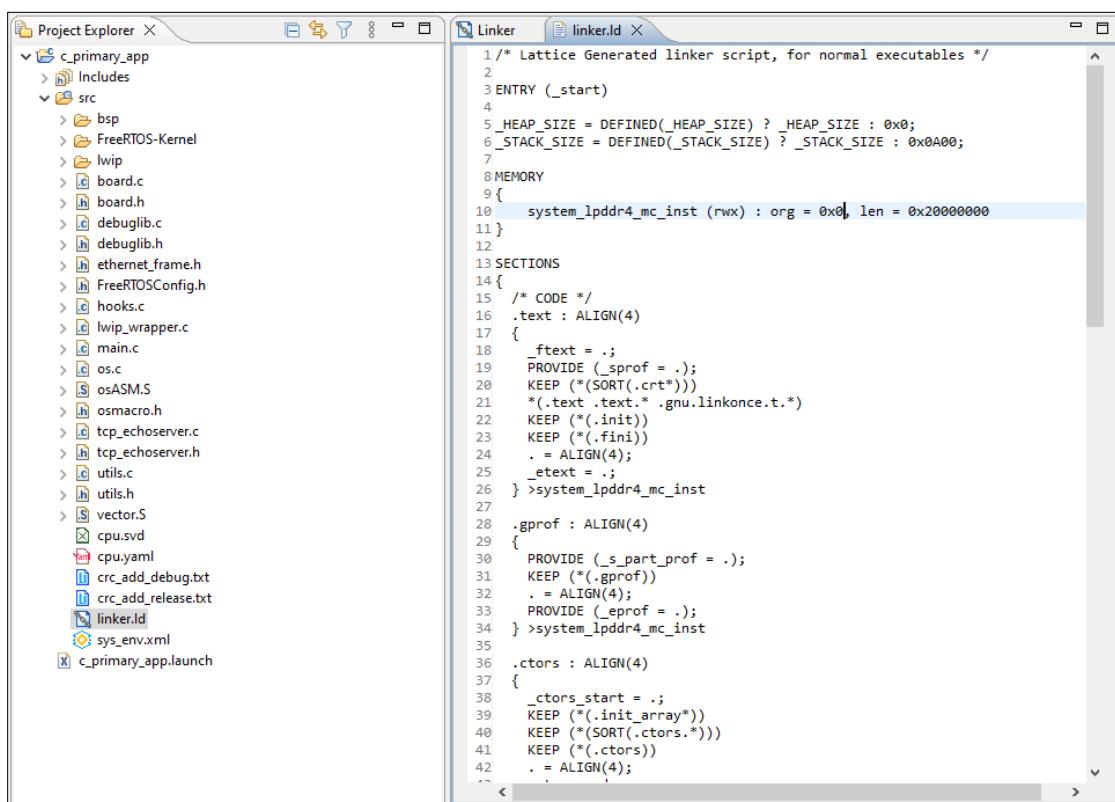 Project Explorer
c_primary_app
Includes
src
bsp
FreeRTOS-Kernel
lwip
board.c
board.h
debuglib.c
debuglib.h
ethernet_frame.h
FreeRTOSConfig.h
hooks.c
lwip_wrapper.c
main.c
os.c
osASM.S
osmacro.h
tcp_echoserver.c
tcp_echoserver.h
utils.c
utils.h
vector.S
cpu.svd
cpu.yaml
crc_add_debug.txt
crc_add_release.txt
linker.ld
sys_env.xml
c_primary_app.launch
Linker
linker.ld
1 /* Lattice Generated linker script, for normal executables */
2
3 ENTRY (_start)
4
5 _HEAP_SIZE = DEFINED(_HEAP_SIZE) ? _HEAP_SIZE : 0x0;
6 _STACK_SIZE = DEFINED(_STACK_SIZE) ? _STACK_SIZE : 0x0A00;
7
8 MEMORY
9 {
10 system_lpddr4_mc_inst (rwx) : org = 0x0, len = 0x20000000
11 }
12
13 SECTIONS
14 {
15 /* CODE */
16 .text : ALIGN(4)
17 {
18 _ftext = .;
19 PROVIDE (_sprof = .);
20 KEEP (*(SORT(.crt*)))
21 *(.text .text.* .gnu.linkonce.t.*)
22 KEEP (*(.init))
23 KEEP (*(.fini))
24 . = ALIGN(4);
25 _etext = .;
26 } >system_lpddr4_mc_inst
27
28 .gprof : ALIGN(4)
29 {
30 PROVIDE (_s_part_prof = .);
31 KEEP (*(.gprof))
32 . = ALIGN(4);
33 PROVIDE (_eprof = .);
34 } >system_lpddr4_mc_inst
35
36 .ctors : ALIGN(4)
37 {
38 _ctors_start = .;
39 KEEP (*(.init_array*))
40 KEEP (*(SORT(.ctors.*)))
41 KEEP (*(.ctors))
42 . = ALIGN(4);